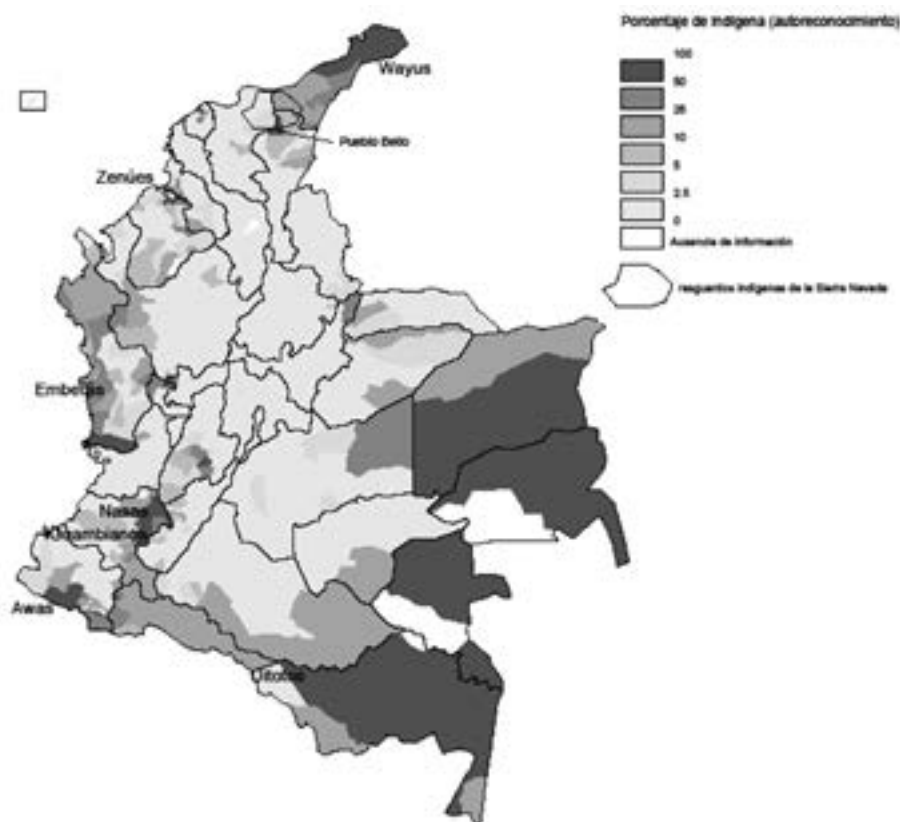 Porcentaje de Indígena (autoreconocimiento)
100
50
25
10
5
2.5
0
Ausencia de información
resguardos indígenas de la Sierra Nevada
Wayus
Pueblo Bello
Zenúes
Nasas
Awas